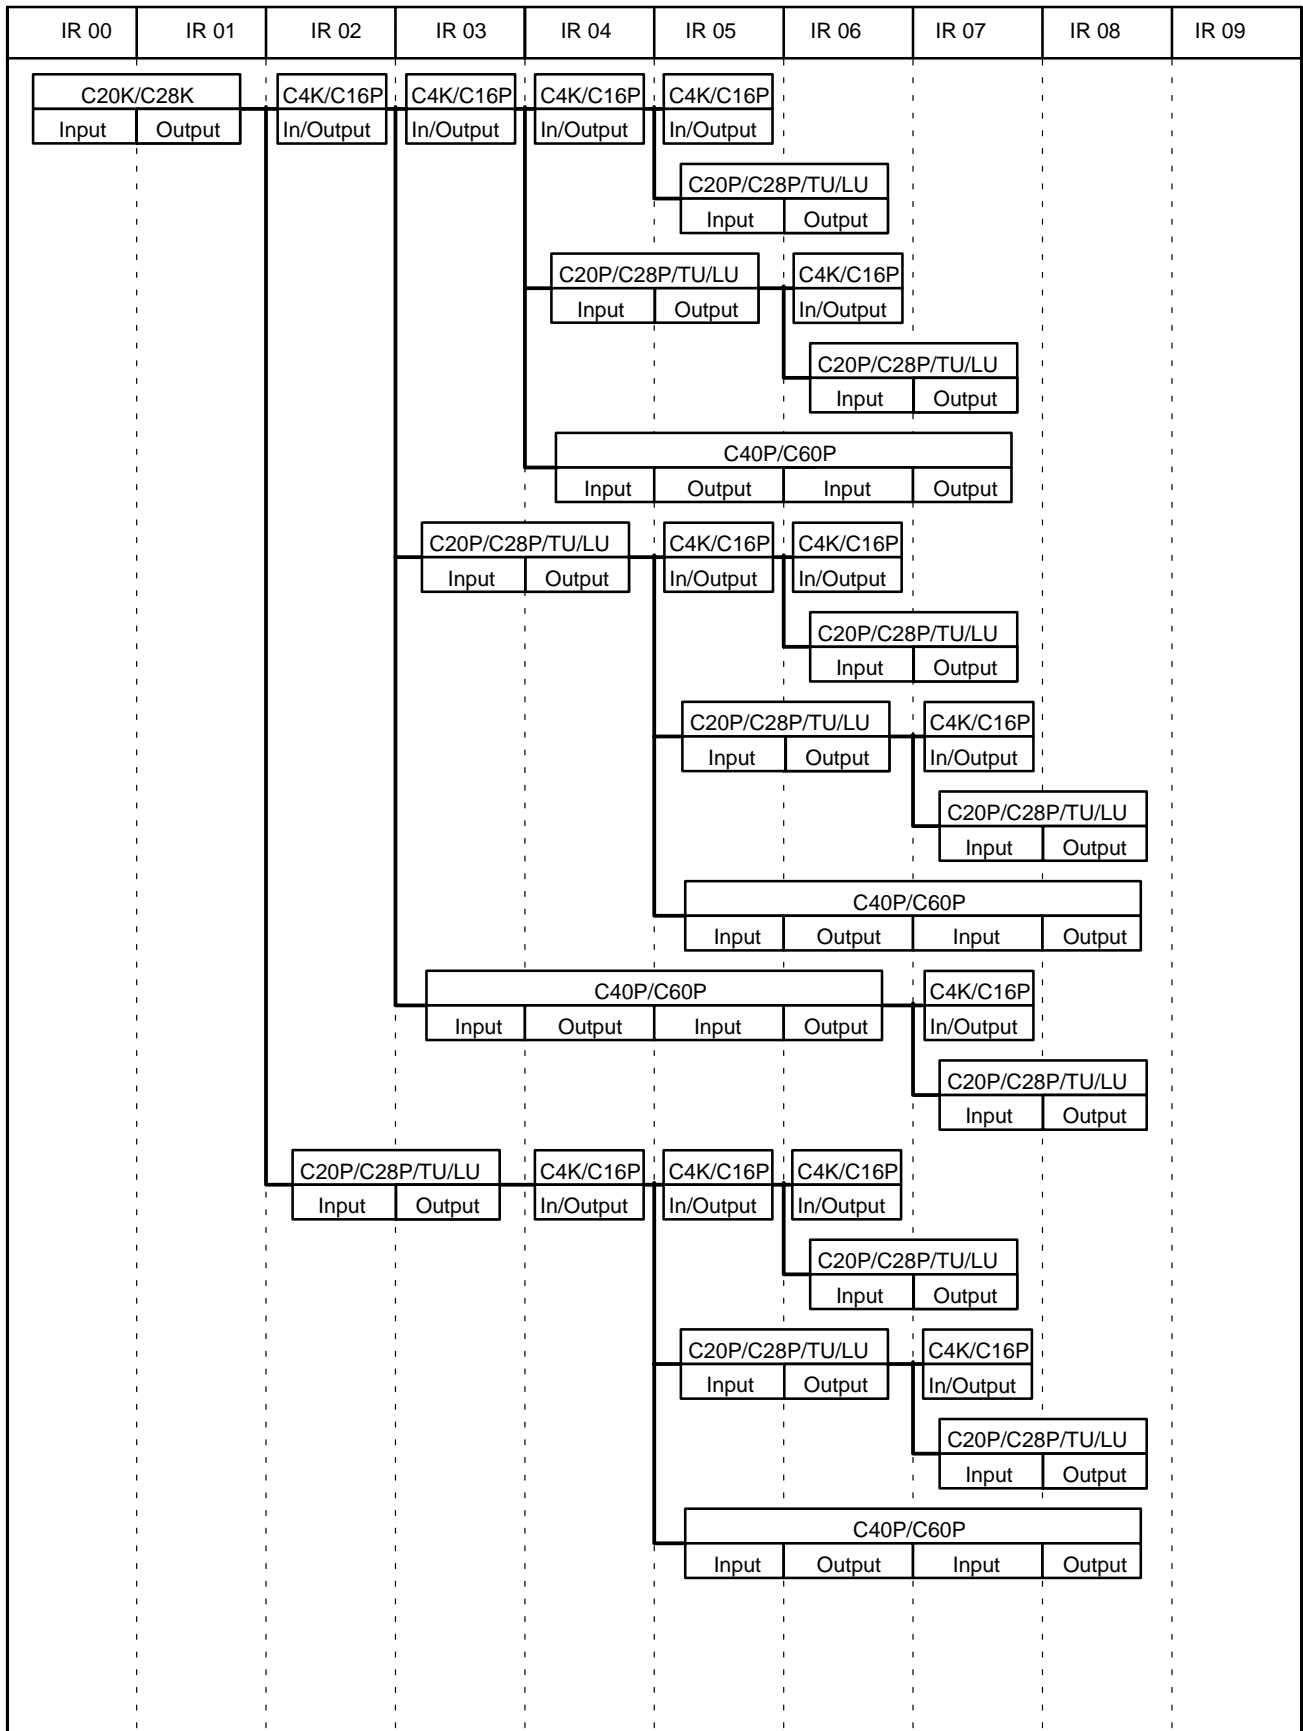 IR 00 IR 01 IR 02 IR 03 IR 04 IR 05 IR 06 IR 07 IR 08 IR 09
C20K/C28K C4K/C16P C4K/C16P C4K/C16P C4K/C16P
Input Output In/Output In/Output In/Output In/Output
C20P/C28P/TU/LU
Input Output
C20P/C28P/TU/LU C4K/C16P
Input Output In/Output
C20P/C28P/TU/LU
Input Output
C40P/C60P
Input Output Input Output
C20P/C28P/TU/LU C4K/C16P C4K/C16P
Input Output In/Output In/Output
C20P/C28P/TU/LU
Input Output
C20P/C28P/TU/LU C4K/C16P
Input Output In/Output
C20P/C28P/TU/LU
Input Output
C40P/C60P
Input Output Input Output
C40P/C60P C4K/C16P
Input Output Input Output In/Output
C20P/C28P/TU/LU
Input Output
C20P/C28P/TU/LU C4K/C16P C4K/C16P C4K/C16P
Input Output In/Output In/Output In/Output
C20P/C28P/TU/LU
Input Output
C20P/C28P/TU/LU C4K/C16P
Input Output In/Output
C20P/C28P/TU/LU
Input Output
C40P/C60P
Input Output Input Output